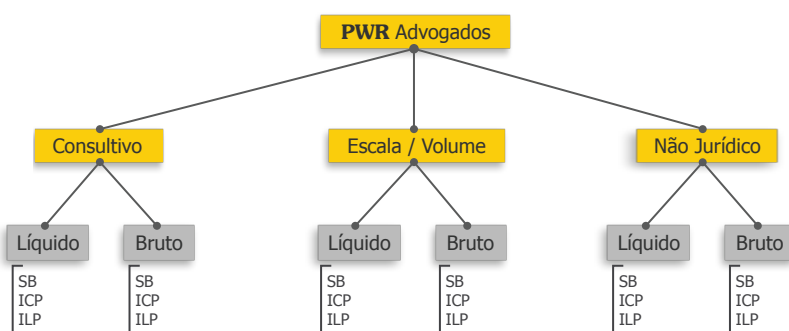 PWR Advogados
Consultivo
Escala / Volume
Não Jurídico
Líquido
Bruto
Líquido
Bruto
Líquido
Bruto
SB
ICP
ILP
SB
ICP
ILP
SB
ICP
ILP
SB
ICP
ILP
SB
ICP
ILP
SB
ICP
ILP